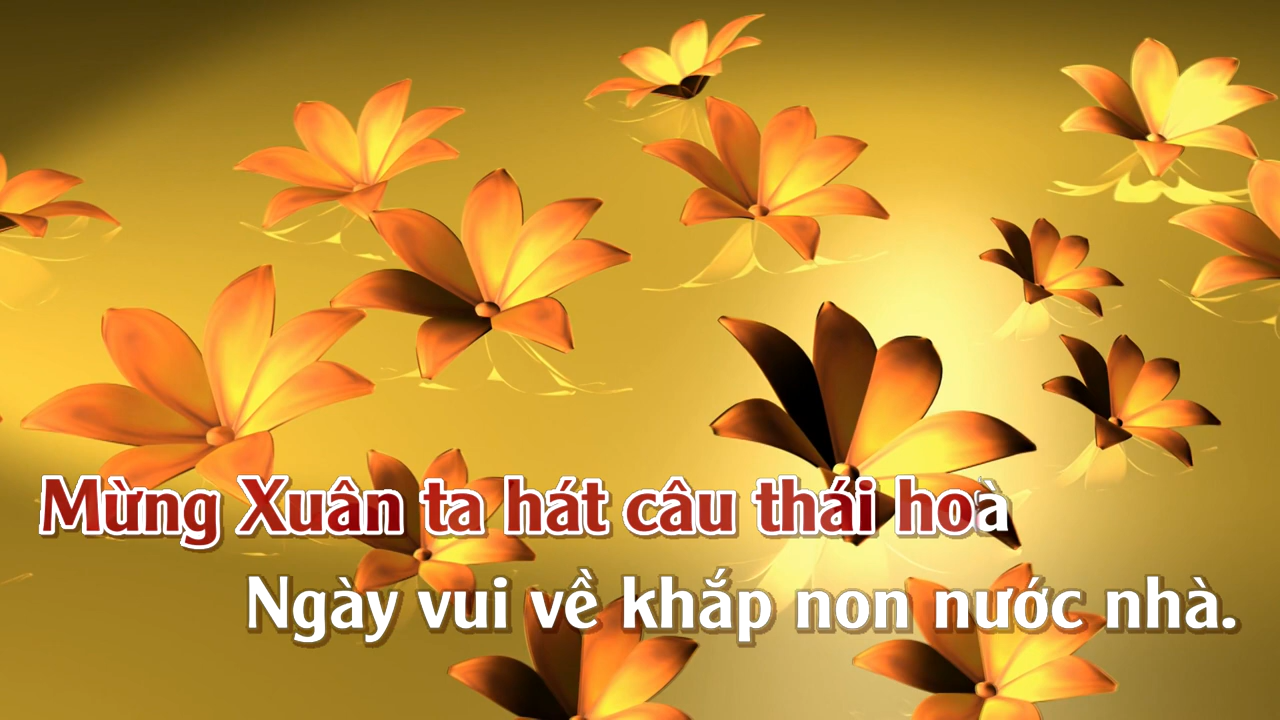 Mừng Xuân ta hát câu thái hoà
Ngày vui về khắp non nước nhà.